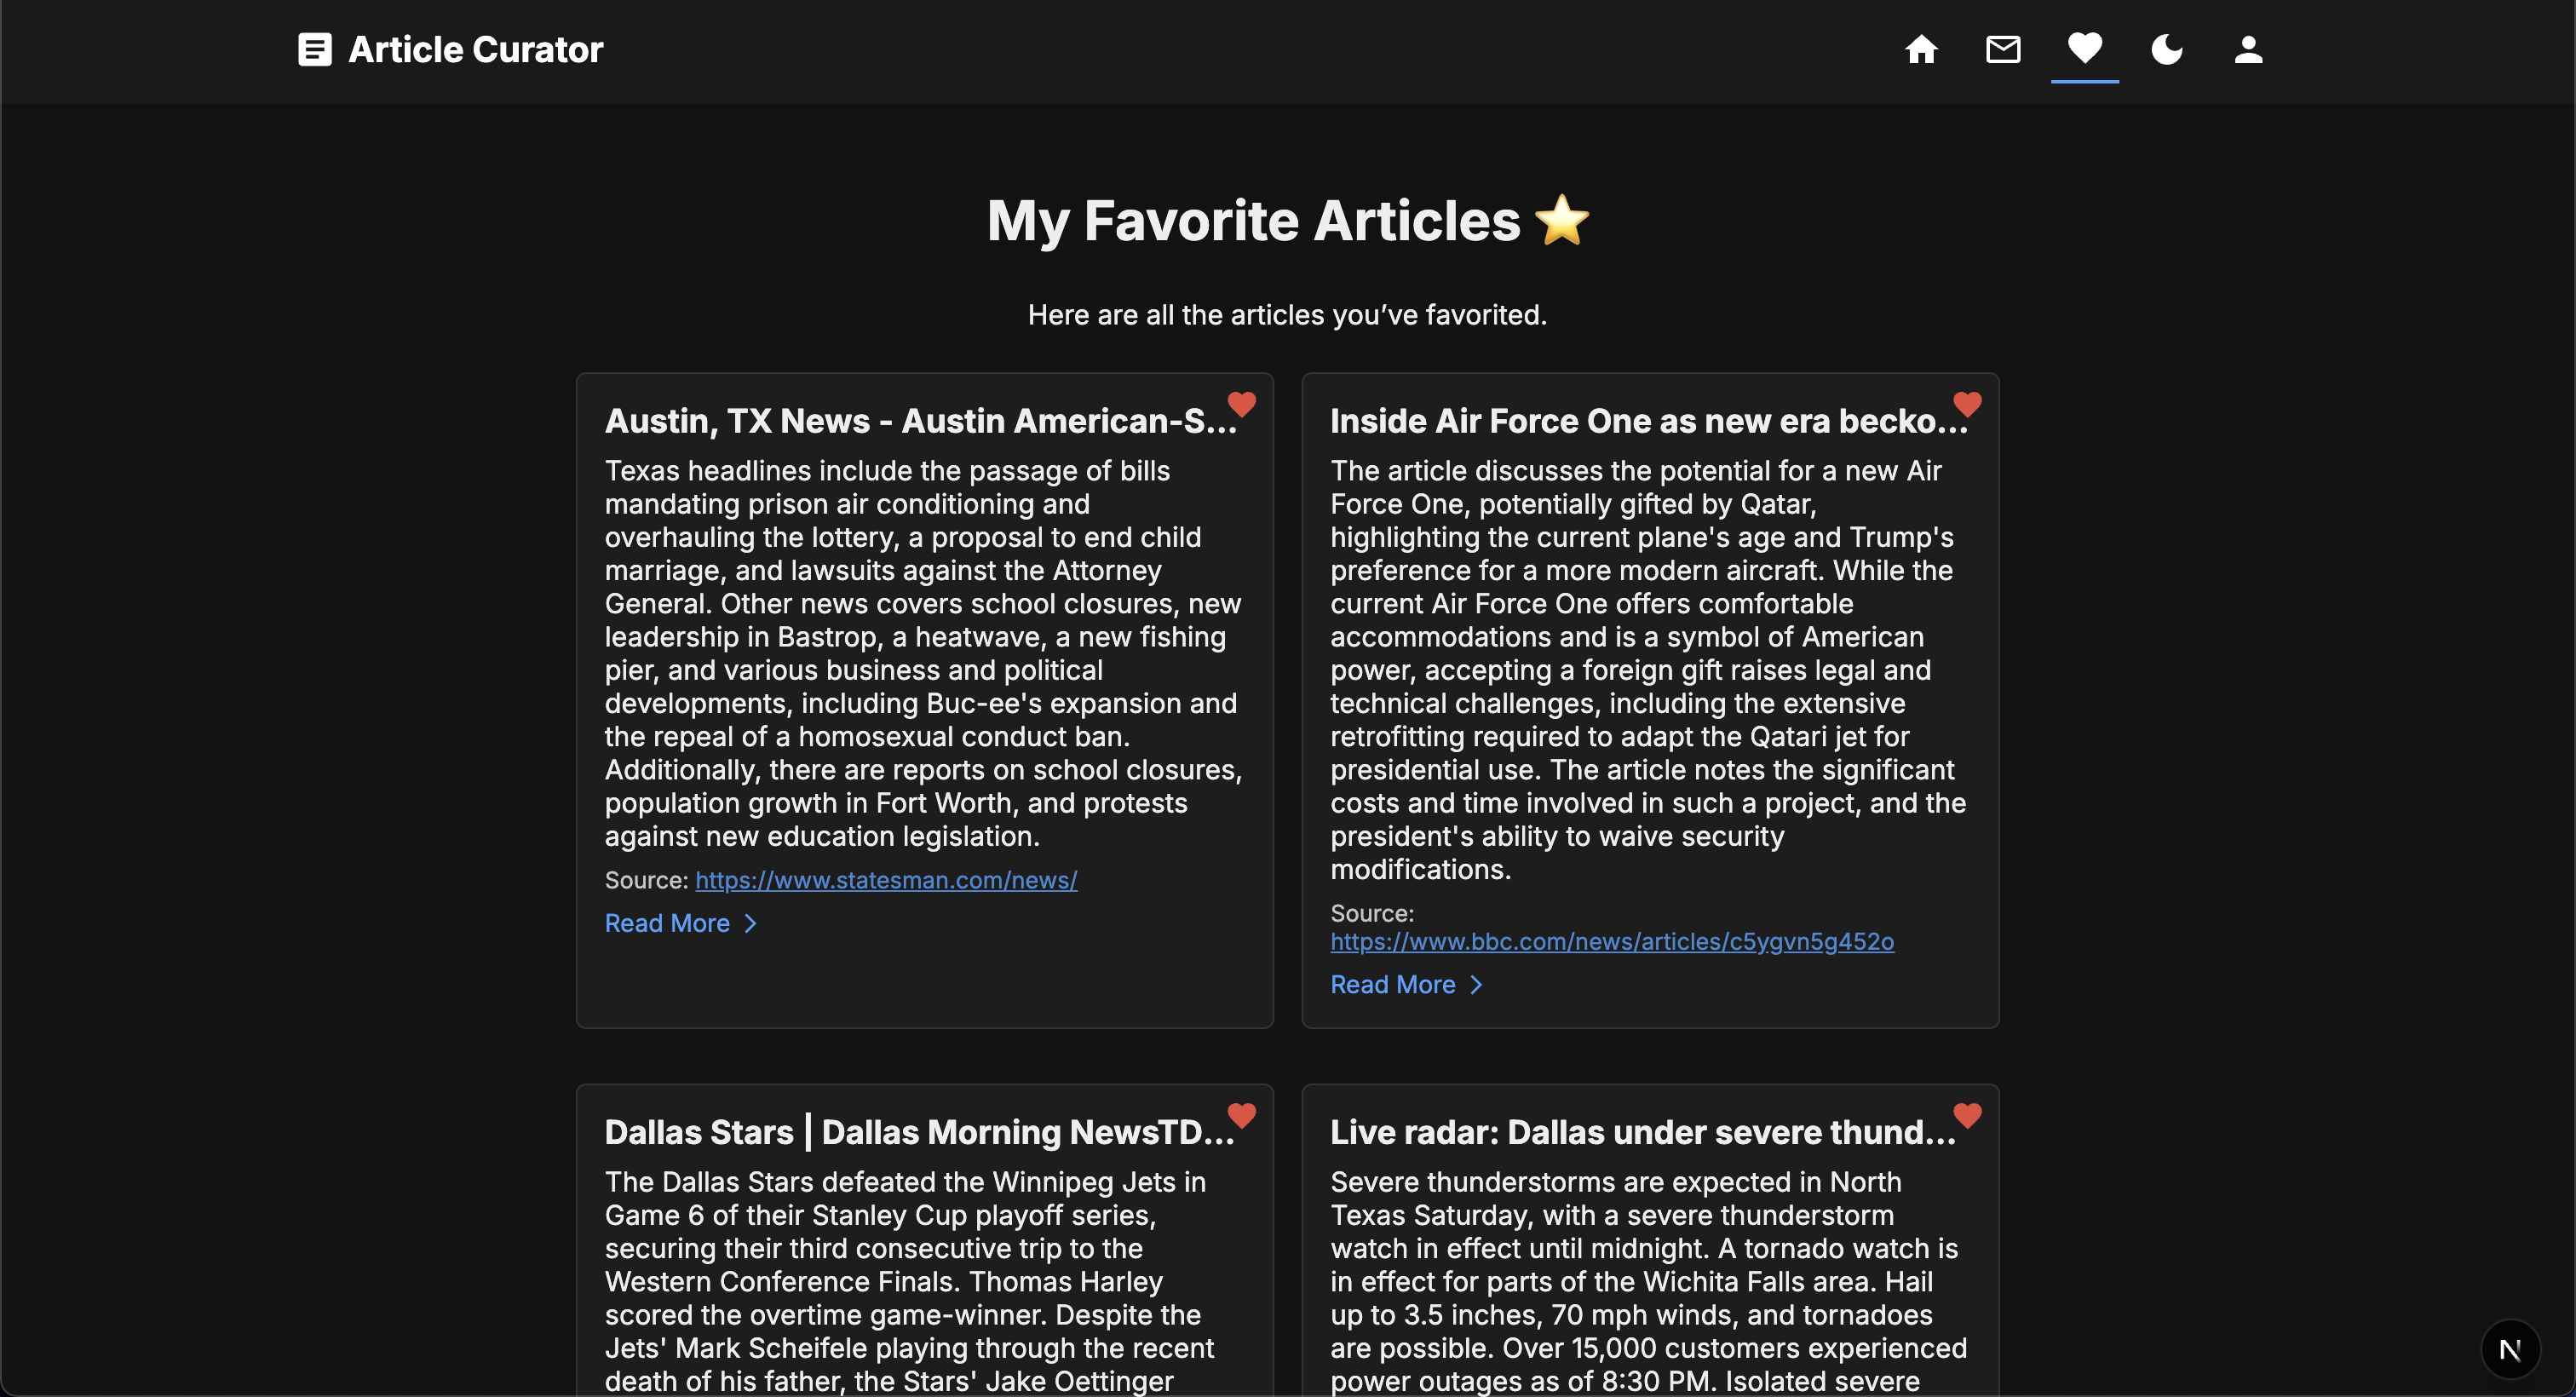 Article Curator
My Favorite Articles
Here are all the articles you’ve favorited.
Austin, TX News - Austin American-S...
Texas headlines include the passage of bills
mandating prison air conditioning and
overhauling the lottery, a proposal to end child
marriage, and lawsuits against the Attorney
General. Other news covers school closures, new
leadership in Bastrop, a heatwave, a new fishing
pier, and various business and political
developments, including Buc-ee's expansion and
the repeal of a homosexual conduct ban.
Additionally, there are reports on school closures,
population growth in Fort Worth, and protests
against new education legislation.
Source: https://www.statesman.com/news/
Read More
Inside Air Force One as new era becko...
The article discusses the potential for a new Air
Force One, potentially gifted by Qatar,
highlighting the current plane's age and Trump's
preference for a more modern aircraft. While the
current Air Force One offers comfortable
accommodations and is a symbol of American
power, accepting a foreign gift raises legal and
technical challenges, including the extensive
retrofitting required to adapt the Qatari jet for
presidential use. The article notes the significant
costs and time involved in such a project, and the
president's ability to waive security
modifications.
Source:
https://www.bbc.com/news/articles/c5ygvn5g452o
Read More
Dallas Stars | Dallas Morning NewsTD...
The Dallas Stars defeated the Winnipeg Jets in
Game 6 of their Stanley Cup playoff series,
securing their third consecutive trip to the
Western Conference Finals. Thomas Harley
scored the overtime game-winner. Despite the
Jets' Mark Scheifele playing through the recent
death of his father, the Stars' Jake Oettinger
Live radar: Dallas under severe thund...
Severe thunderstorms are expected in North
Texas Saturday, with a severe thunderstorm
watch in effect until midnight. A tornado watch is
in effect for parts of the Wichita Falls area. Hail
up to 3.5 inches, 70 mph winds, and tornadoes
are possible. Over 15,000 customers experienced
power outages as of 8:30 PM. Isolated severe
N